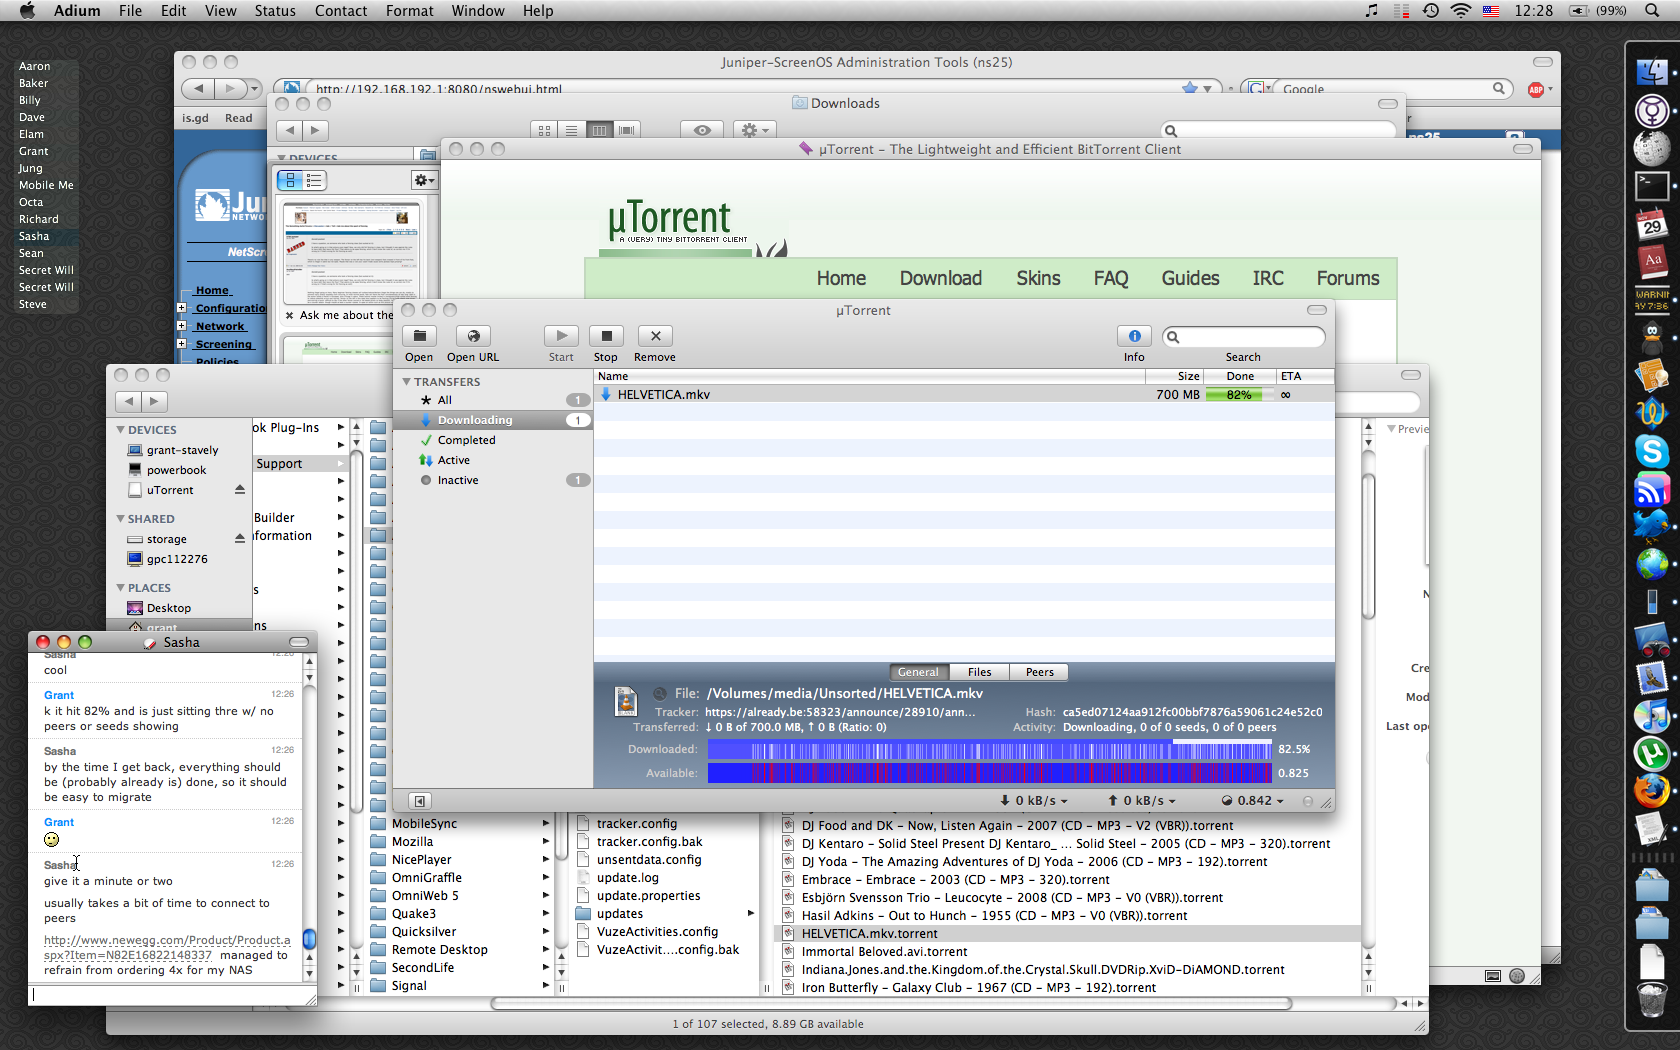 Adium File Edit View Status Contact Format Window Help
12:28 (99%)
Aaron
Baker
Billy
Dave
Elam
Grant
Jung
Mobile Me
Octa
Richard
Sasha
Sean
Secret Will
Secret Will
Steve
Juniper-ScreenOS Administration Tools (ns25)
http://192.168.192.1:8080/nswebui.html
Google
ABP
is.gd Read
ns25
NetScre
Home
Configuratio
Network
Screening
Policies
Downloads
DEVICES
Ask me about the
µTorrent – The Lightweight and Efficient BitTorrent Client
µTorrent
A (VERY) TINY BITTORRENT CLIENT
Home Download Skins FAQ Guides IRC Forums
µTorrent
Open Open URL Start Stop Remove Info Search
TRANSFERS
All 1
Downloading 1
Completed
Active
Inactive 1
Name Size Done ETA
HELVETICA.mkv 700 MB 82% ∞
General Files Peers
File: /Volumes/media/Unsorted/HELVETICA.mkv
Tracker: https://already.be:58323/announce/28910/ann... Hash: ca5ed07124aa912fc00bbf7876a59061c24e52c0
Transferred: ↓ 0 B of 700.0 MB, ↑ 0 B (Ratio: 0) Activity: Downloading, 0 of 0 seeds, 0 of 0 peers
Downloaded: 82.5%
Available: 0.825
0 kB/s 0 kB/s 0.842
DEVICES
grant-stavely
powerbook
uTorrent
SHARED
storage
gpc112276
PLACES
Desktop
grant
ok Plug-Ins
Support
Builder
formation
s
ns
Previe
N
Cre
Mod
Last ope
MobileSync
Mozilla
NicePlayer
OmniGraffle
OmniWeb 5
Quake3
Quicksilver
Remote Desktop
SecondLife
Signal
tracker.config
tracker.config.bak
unsentdata.config
update.log
update.properties
updates
VuzeActivities.config
VuzeActivit....config.bak
DJ Food and DK – Now, Listen Again – 2007 (CD – MP3 – V2 (VBR)).torrent
DJ Kentaro – Solid Steel Present DJ Kentaro_ ... Solid Steel – 2005 (CD – MP3 – 320).torrent
DJ Yoda – The Amazing Adventures of DJ Yoda – 2006 (CD – MP3 – 192).torrent
Embrace – Embrace – 2003 (CD – MP3 – 320).torrent
Esbjörn Svensson Trio – Leucocyte – 2008 (CD – MP3 – V0 (VBR)).torrent
Hasil Adkins – Out to Hunch – 1955 (CD – MP3 – V0 (VBR)).torrent
HELVETICA.mkv.torrent
Immortal Beloved.avi.torrent
Indiana.Jones.and.the.Kingdom.of.the.Crystal.Skull.DVDRip.XviD-DiAMOND.torrent
Iron Butterfly – Galaxy Club – 1967 (CD – MP3 – 192).torrent
1 of 107 selected, 8.89 GB available
Sasha
Sasha 12:26
cool
Grant 12:26
k it hit 82% and is just sitting thre w/ no
peers or seeds showing
Sasha 12:26
by the time I get back, everything should
be (probably already is) done, so it should
be easy to migrate
Grant 12:26
Sasha 12:26
give it a minute or two
usually takes a bit of time to connect to
peers
http://www.newegg.com/Product/Product.a
spx?Item=N82E16822148337 managed to
refrain from ordering 4x for my NAS
NOV
29
Aa
WARNIN
AY 7:36
XML